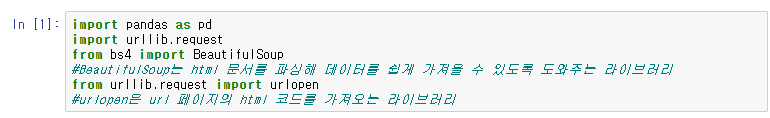 In [1]: import pandas as pd
import urllib.request
from bs4 import BeautifulSoup
#BeautifulSoup는 html 문서를 파싱해 데이터를 쉽게 가져올 수 있도록 도와주는 라이브러리
from urllib.request import urlopen
#urlopen은 url 페이지의 html 코드를 가져오는 라이브러리